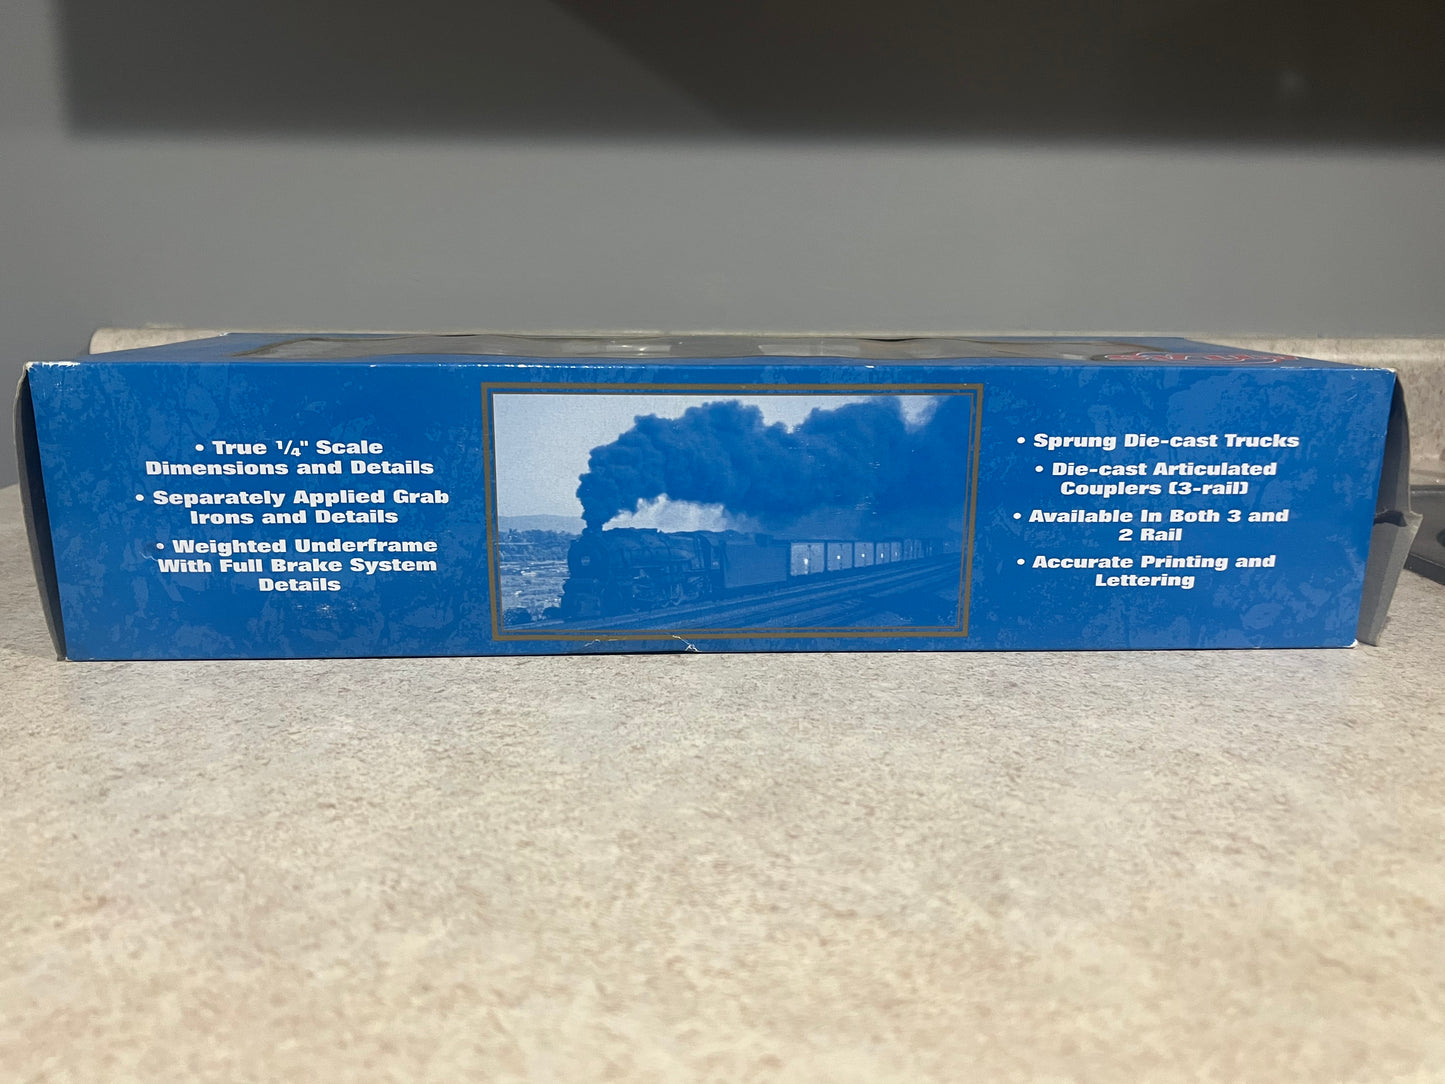 • True 1/4" Scale
Dimensions and Details
• Separately Applied Grab
Irons and Details
• Weighted Underframe
With Full Brake System
Details
• Sprung Die-cast Trucks
• Die-cast Articulated
Couplers (3-rail)
• Available In Both 3 and
2 Rail
• Accurate Printing and
Lettering